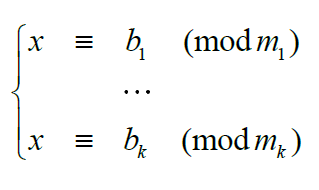 x ≡ b₁ (mod m₁)
⋯
x ≡ bₖ (mod mₖ)